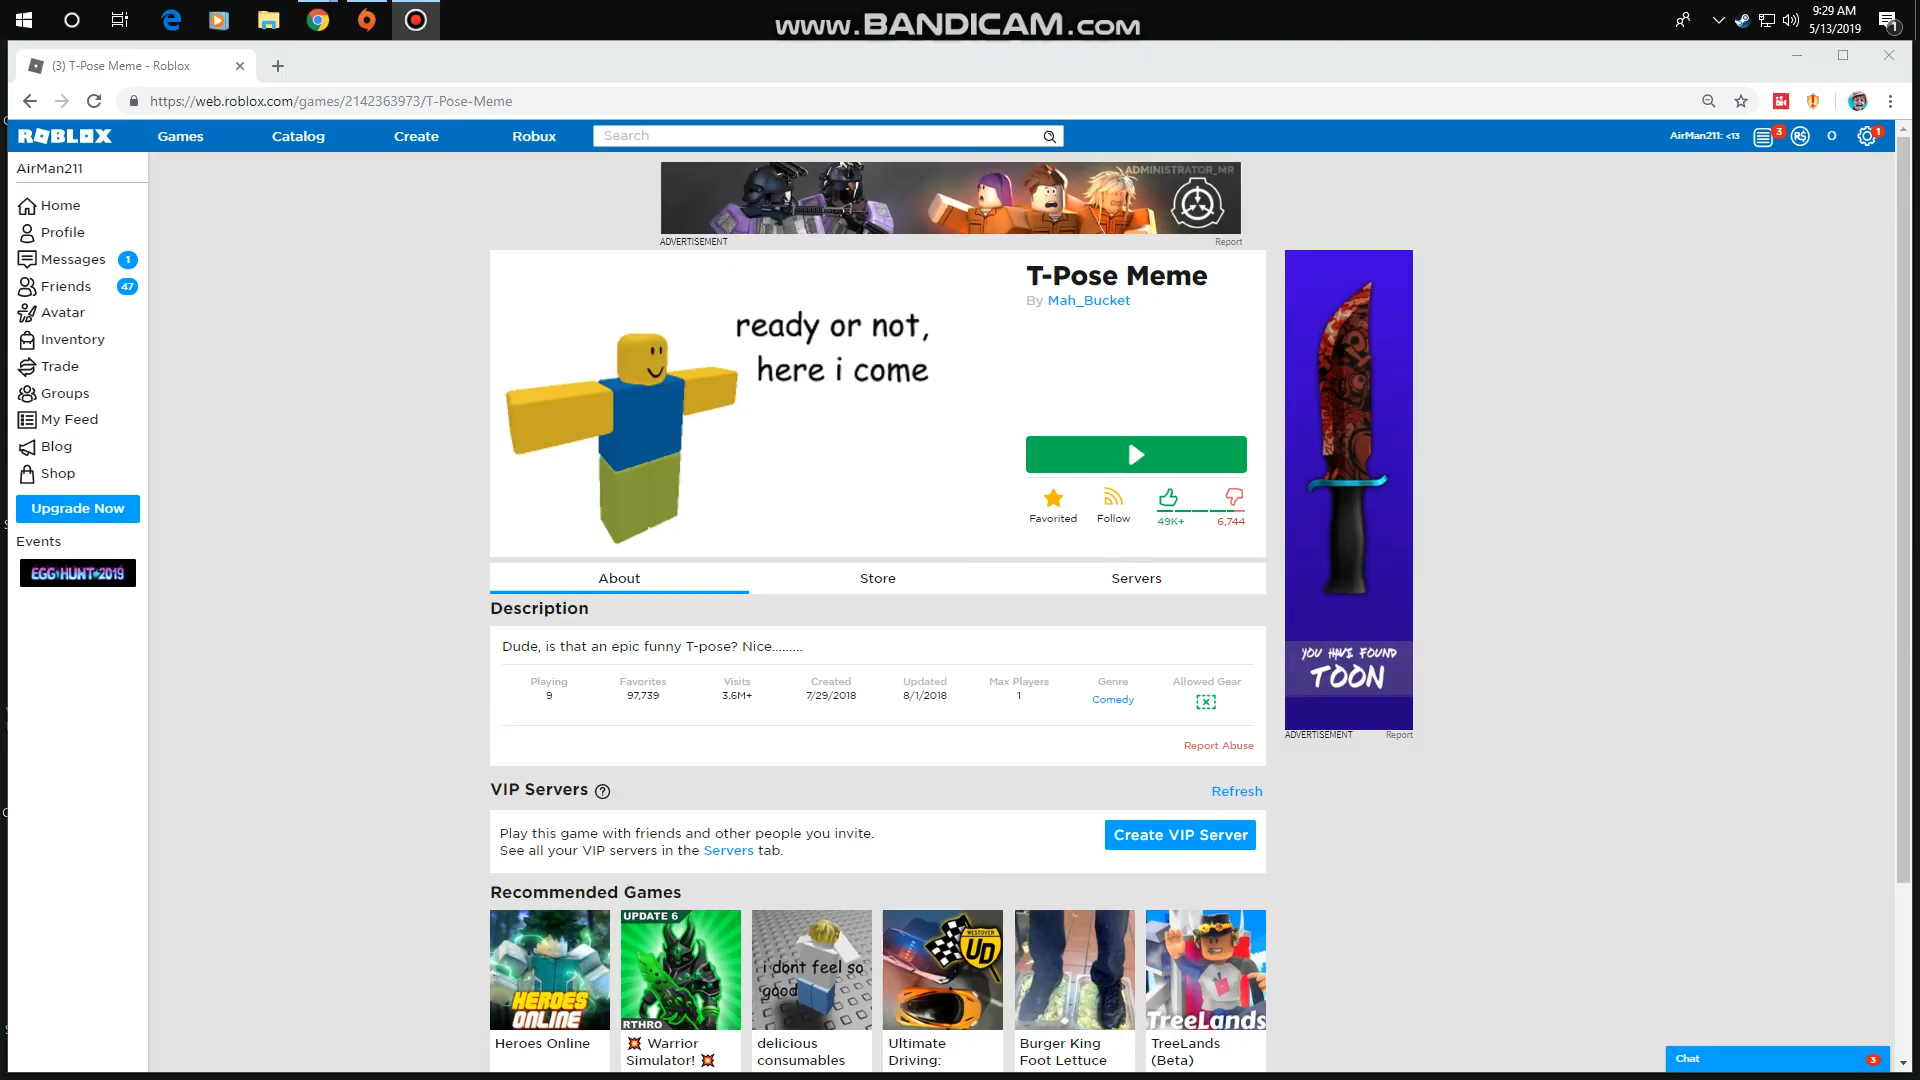 www.BANDICAM.com
9:29 AM
5/13/2019
1
(3) T-Pose Meme - Roblox
https://web.roblox.com/games/2142363973/T-Pose-Meme
ROBLOX
Games
Catalog
Create
Robux
Search
AirMan211: <13
3
R$
0
1
AirMan211
Home
Profile
Messages
1
Friends
47
Avatar
Inventory
Trade
Groups
My Feed
Blog
Shop
Upgrade Now
Events
EGG HUNT 2019
ADMINISTRATOR_MR
ADVERTISEMENT
Report
ready or not,
here i come
T-Pose Meme
By Mah_Bucket
Favorited
Follow
49K+
6,744
About
Store
Servers
Description
Dude, is that an epic funny T-pose? Nice.........
Playing
9
Favorites
97,739
Visits
3.6M+
Created
7/29/2018
Updated
8/1/2018
Max Players
1
Genre
Comedy
Allowed Gear
Report Abuse
YOU HAVE FOUND
TOON
ADVERTISEMENT
Report
VIP Servers
Refresh
Play this game with friends and other people you invite.
See all your VIP servers in the Servers tab.
Create VIP Server
Recommended Games
HEROES
ONLINE
Heroes Online
UPDATE 6
RTHRO
💥 Warrior
Simulator! 💥
i dont feel so
good
delicious
consumables
WESTOVER
UD
Ultimate
Driving:
Burger King
Foot Lettuce
TreeLands
TreeLands
(Beta)
Chat
3